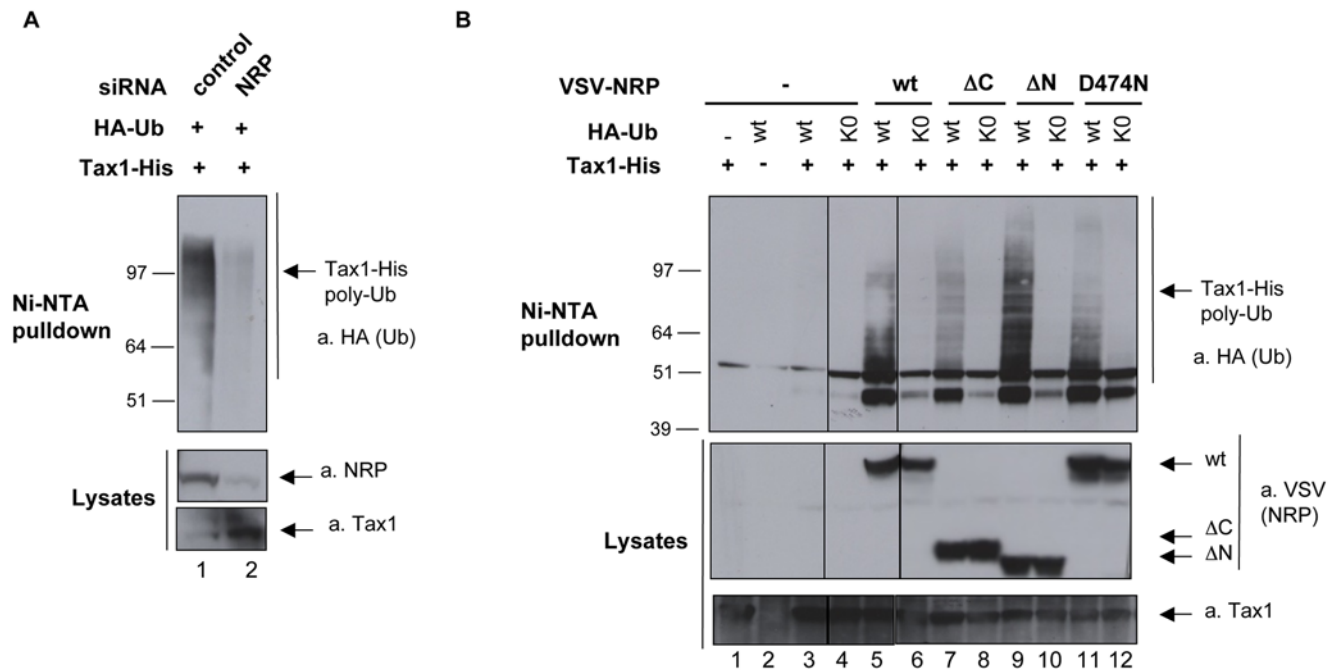 A
siRNA control NRP
HA-Ub + +
Tax1-His + +
97
64
51
Ni-NTA
pulldown
Tax1-His
poly-Ub
a. HA (Ub)
Lysates
a. NRP
a. Tax1
1 2
B
VSV-NRP - wt ΔC ΔN D474N
HA-Ub - wt wt K0 wt K0 wt K0 wt K0 wt K0
Tax1-His + - + + + + + + + + + +
97
64
51
39
Ni-NTA
pulldown
Tax1-His
poly-Ub
a. HA (Ub)
Lysates
wt
ΔC
ΔN
a. VSV
(NRP)
a. Tax1
1 2 3 4 5 6 7 8 9 10 11 12